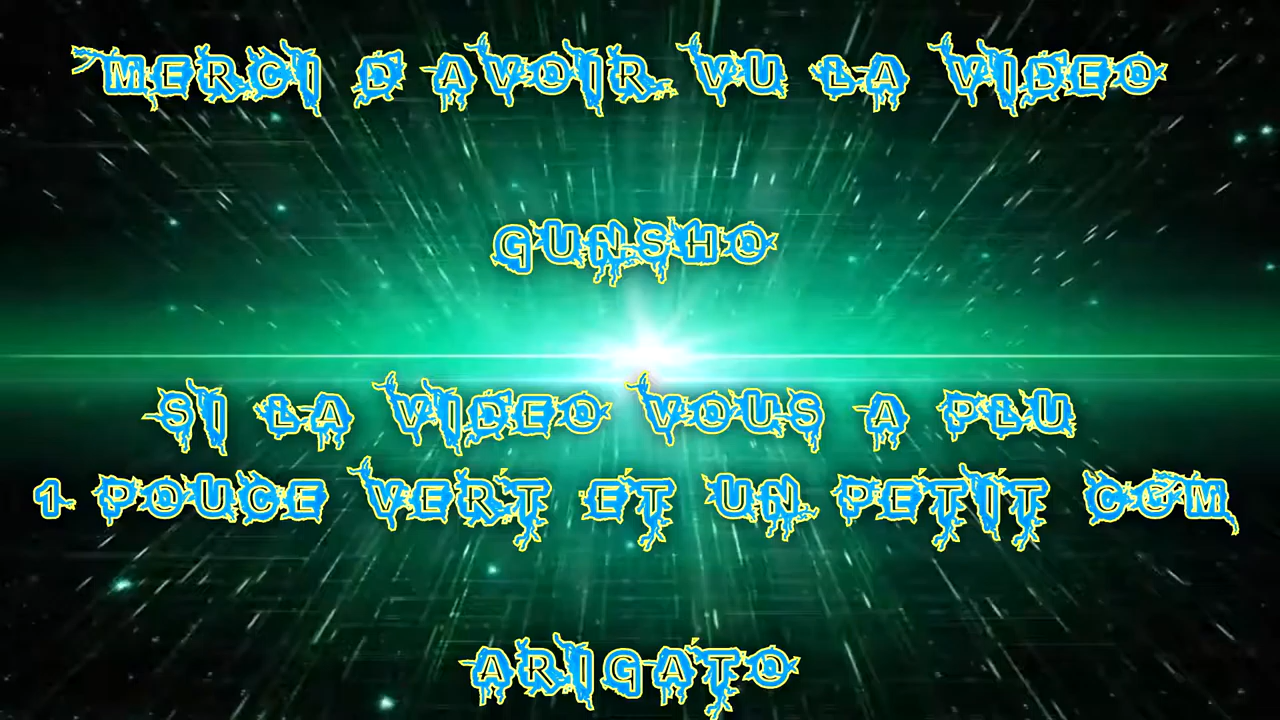 MERCI D AVOIR VU LA VIDEO
GUNSHO
SI LA VIDEO VOUS A PLU
1 POUCE VERT ET UN PETIT COM
ARIGATO